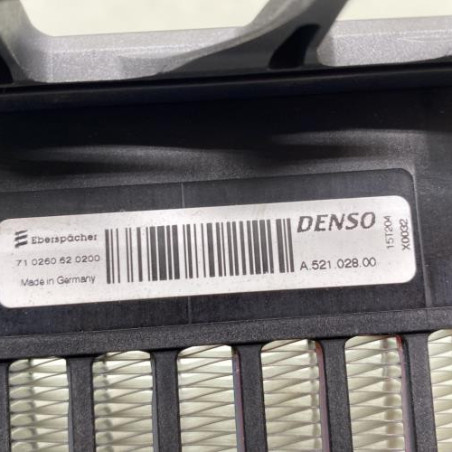 Eberspächer
71 0260 52 0200
Made in Germany
DENSO
A.521.028.00
15T204
X0032